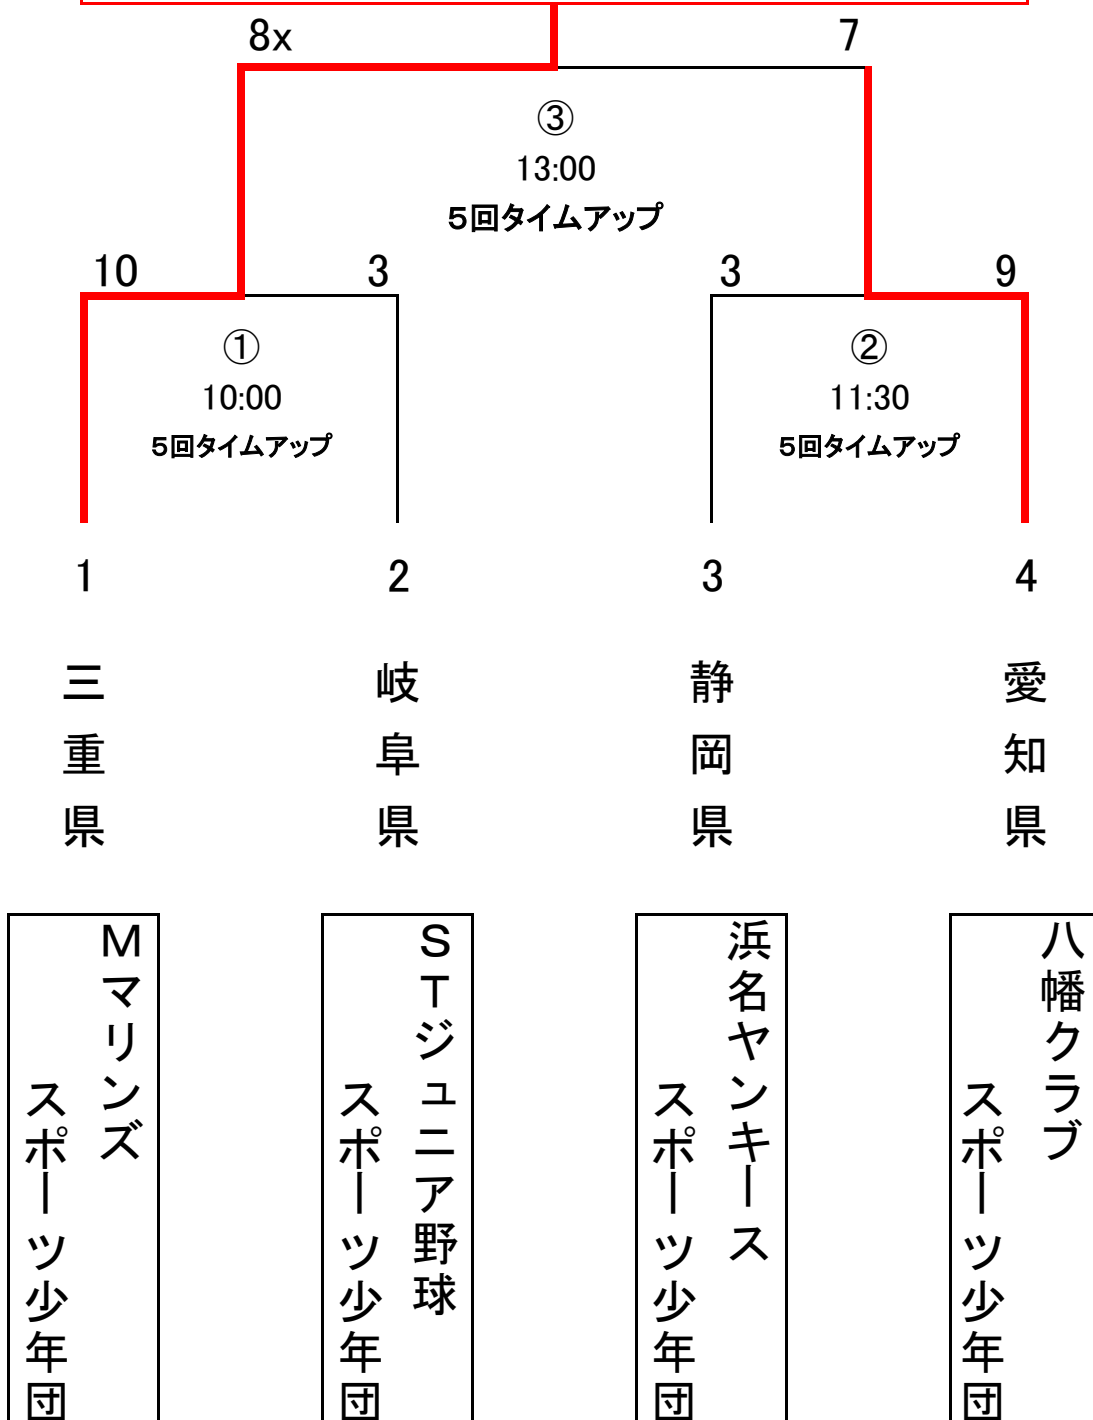 8x
7
③
13:00
５回タイムアップ
10
3
3
9
①
10:00
５回タイムアップ
②
11:30
５回タイムアップ
1
2
3
4
三重県
岐阜県
静岡県
愛知県
Ｍマリンズ
スポーツ少年団
ＳＴジュニア野球
スポーツ少年団
浜名ヤンキース
スポーツ少年団
八幡クラブ
スポーツ少年団